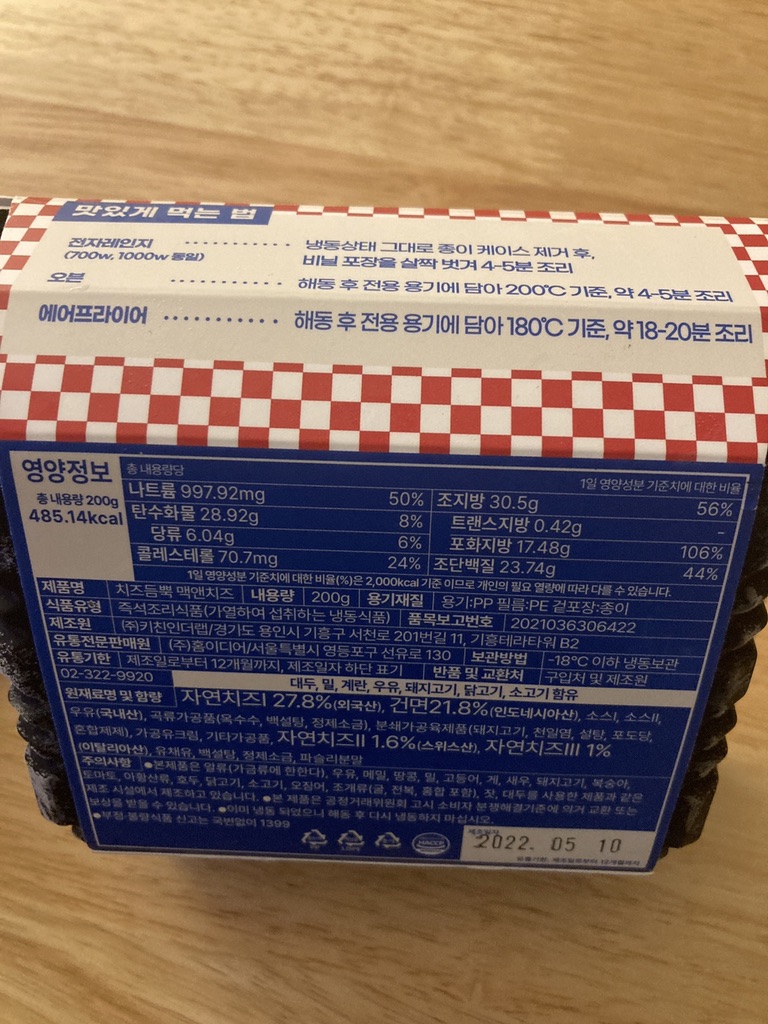 맛있게 먹는 법
전자레인지 ············ 냉동상태 그대로 종이 케이스 제거 후,
(700w, 1000w 동일) 비닐 포장을 살짝 벗겨 4-5분 조리
오븐 ············ 해동 후 전용 용기에 담아 200℃ 기준, 약 4-5분 조리
에어프라이어 ············ 해동 후 전용 용기에 담아 180℃ 기준, 약 18-20분 조리
영양정보
총 내용량 200g
485.14kcal
총 내용량당 1일 영양성분 기준치에 대한 비율
나트륨 997.92mg 50% 조지방 30.5g 56%
탄수화물 28.92g 8% 트랜스지방 0.42g -
당류 6.04g 6% 포화지방 17.48g 106%
콜레스테롤 70.7mg 24% 조단백질 23.74g 44%
1일 영양성분 기준치에 대한 비율(%)은 2,000kcal 기준 이므로 개인의 필요 열량에 따라 다를 수 있습니다.
제품명 치즈듬뿍 맥앤치즈 내용량 200g 용기재질 용기:PP 필름:PE 겉포장:종이
식품유형 즉석조리식품(가열하여 섭취하는 냉동식품) 품목보고번호 2021036306422
제조원 (주)키친인더랩/경기도 용인시 기흥구 서천로 201번길 11, 기흥테라타워 B2
유통전문판매원 (주)홈이디어/서울특별시 영등포구 선유로 130 보관방법 -18℃ 이하 냉동보관
유통기한 제조일로부터 12개월까지, 제조일자 하단 표기 반품 및 교환처 구입처 및 제조원
02-322-9920 대두, 밀, 계란, 우유, 돼지고기, 닭고기, 소고기 함유
원재료명 및 함량 자연치즈I 27.8%(외국산), 건면21.8%(인도네시아산), 소스I, 소스II,
우유(국내산), 곡류가공품(옥수수, 백설탕, 정제소금), 분쇄가공육제품(돼지고기, 천일염, 설탕, 포도당,
혼합제제), 가공유크림, 기타가공품, 자연치즈II 1.6%(스위스산), 자연치즈III 1%
(이탈리아산), 유채유, 백설탕, 정제소금, 파슬리분말
주의사항 ●본제품은 알류(가금류에 한한다), 우유, 메밀, 땅콩, 밀, 고등어, 게, 새우, 돼지고기, 복숭아,
토마토, 아황산류, 호두, 닭고기, 소고기, 오징어, 조개류(굴, 전복, 홍합 포함), 잣, 대두를 사용한 제품과 같은
제조 시설에서 제조하고 있습니다. ●본 제품은 공정거래위원회 고시 소비자 분쟁해결기준에 의거 교환 또는
보상을 받을 수 있습니다. ●이미 냉동 되었으니 해동 후 다시 냉동하지 마십시오.
●부정·불량식품 신고는 국번없이 1399
HACCP
제조일자
2022. 05 10
유통기한: 제조일로부터 12개월까지